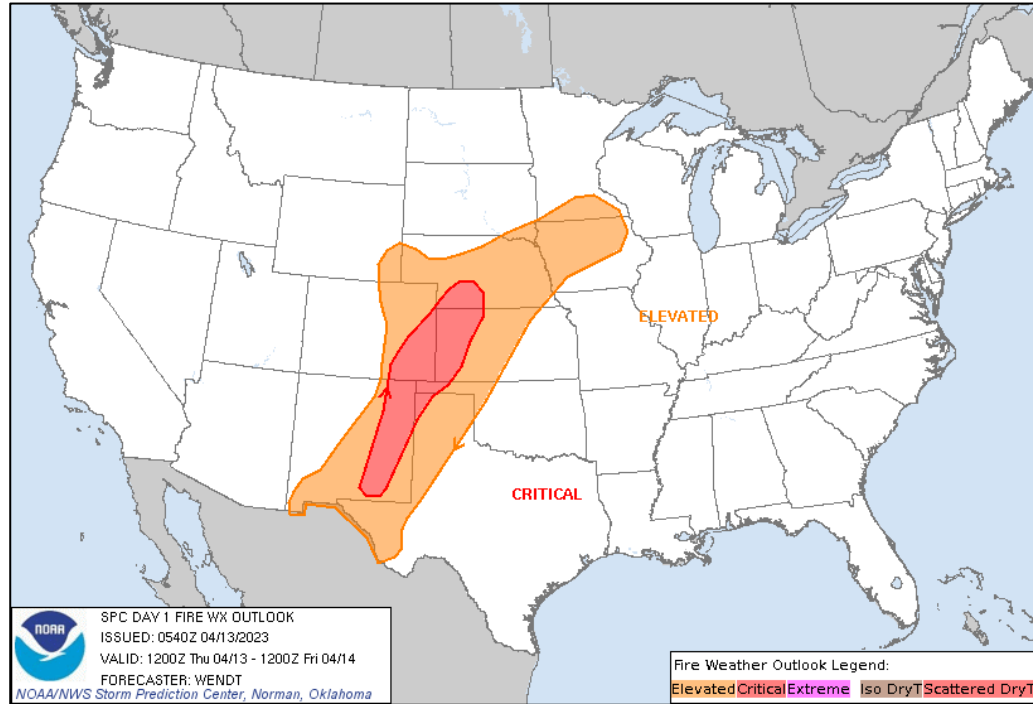 ELEVATED
CRITICAL
NOAA
SPC DAY 1 FIRE WX OUTLOOK
ISSUED: 0540Z 04/13/2023
VALID: 1200Z Thu 04/13 - 1200Z Fri 04/14
FORECASTER: WENDT
NOAA/NWS Storm Prediction Center, Norman, Oklahoma
Fire Weather Outlook Legend:
Elevated Critical Extreme Iso DryT Scattered DryT